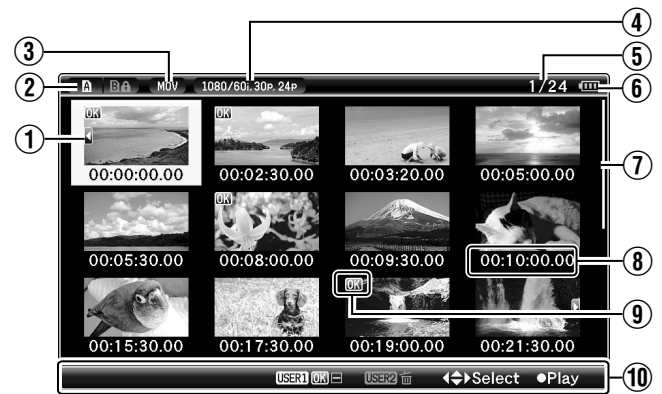 ④
③ ⑤
② A B MOV 1080/60i.30P.24P 1/24 ⑥
OK OK
①
00:00:00.00 00:02:30.00 00:03:20.00 00:05:00.00
⑦
OK
00:05:30.00 00:08:00.00 00:09:30.00 00:10:00.00 ⑧
OK ⑨
00:15:30.00 00:17:30.00 00:19:00.00 00:21:30.00
USER1 OK USER2 Select Play ⑩